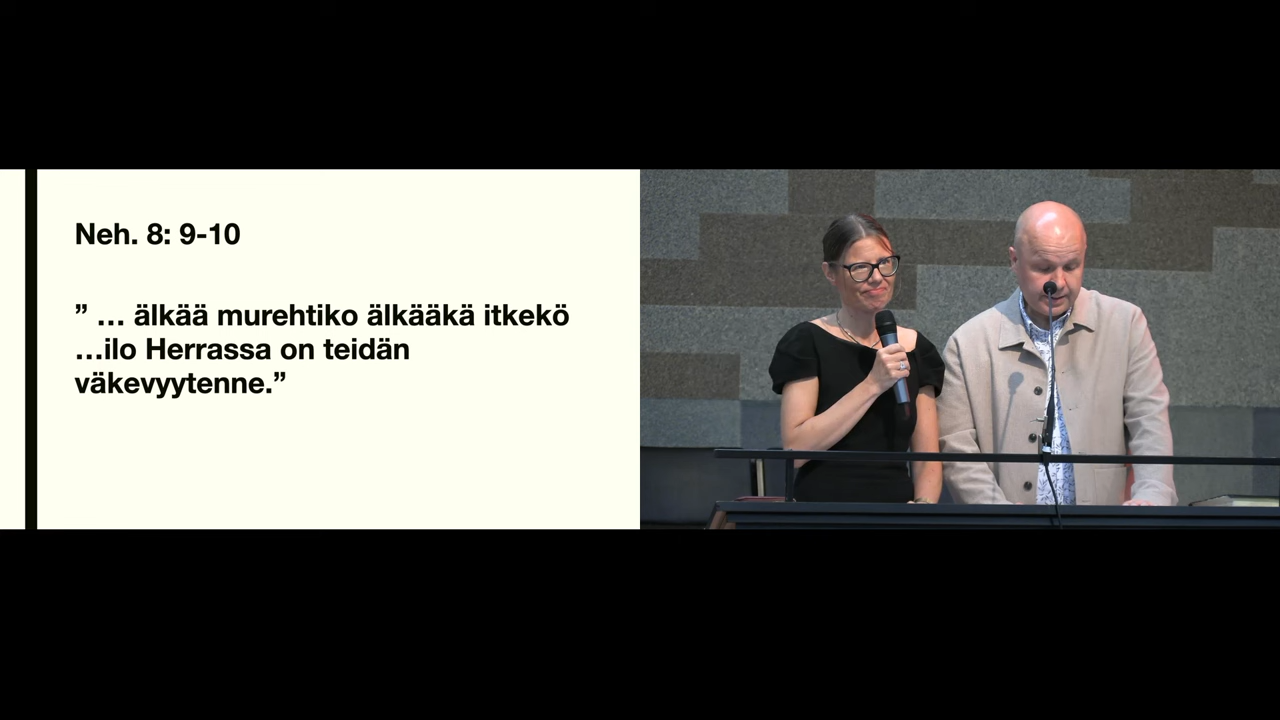 Neh. 8: 9-10
” … älkää murehtiko älkääkä itkekö
…ilo Herrassa on teidän
väkevyytenne.”